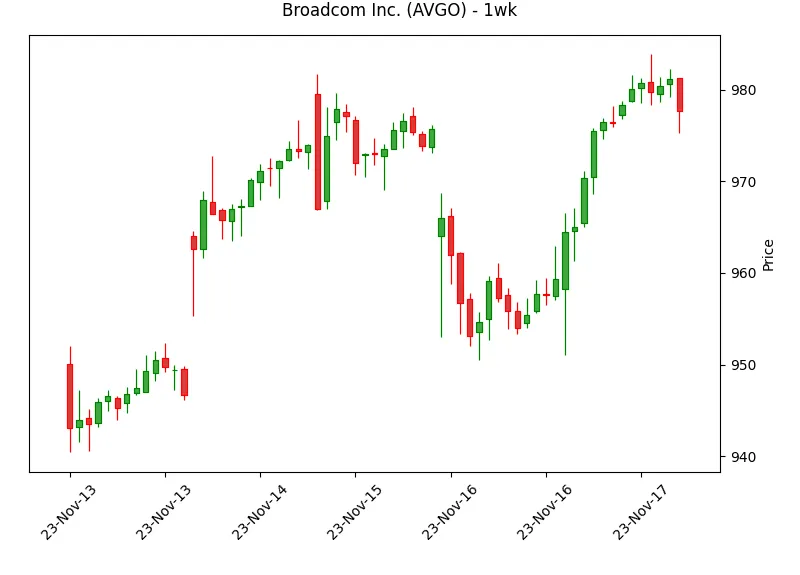 Broadcom Inc. (AVGO) - 1wk
980
970
960
950
940
Price
23-Nov-13
23-Nov-13
23-Nov-14
23-Nov-15
23-Nov-16
23-Nov-16
23-Nov-17